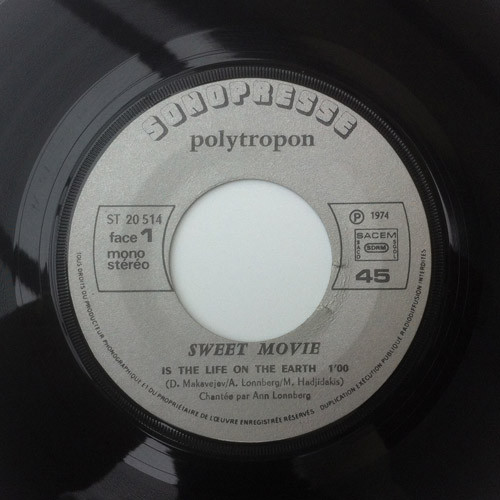 SONOPRESSE
polytropon
ST 20 514
face 1
mono
stéréo
P 1974
SACEM
SACD
SDRM
SGDL
45
SWEET MOVIE
IS THE LIFE ON THE EARTH 1'00
(D. Makavejev/A. Lonnberg/M. Hadjidakis)
Chantée par Ann Lonnberg
TOUS DROITS DU PRODUCTEUR PHONOGRAPHIQUE ET DU PROPRIÉTAIRE DE L'ŒUVRE ENREGISTRÉE RÉSERVÉS. DUPLICATION EXÉCUTION PUBLIQUE RADIODIFFUSION INTERDITES